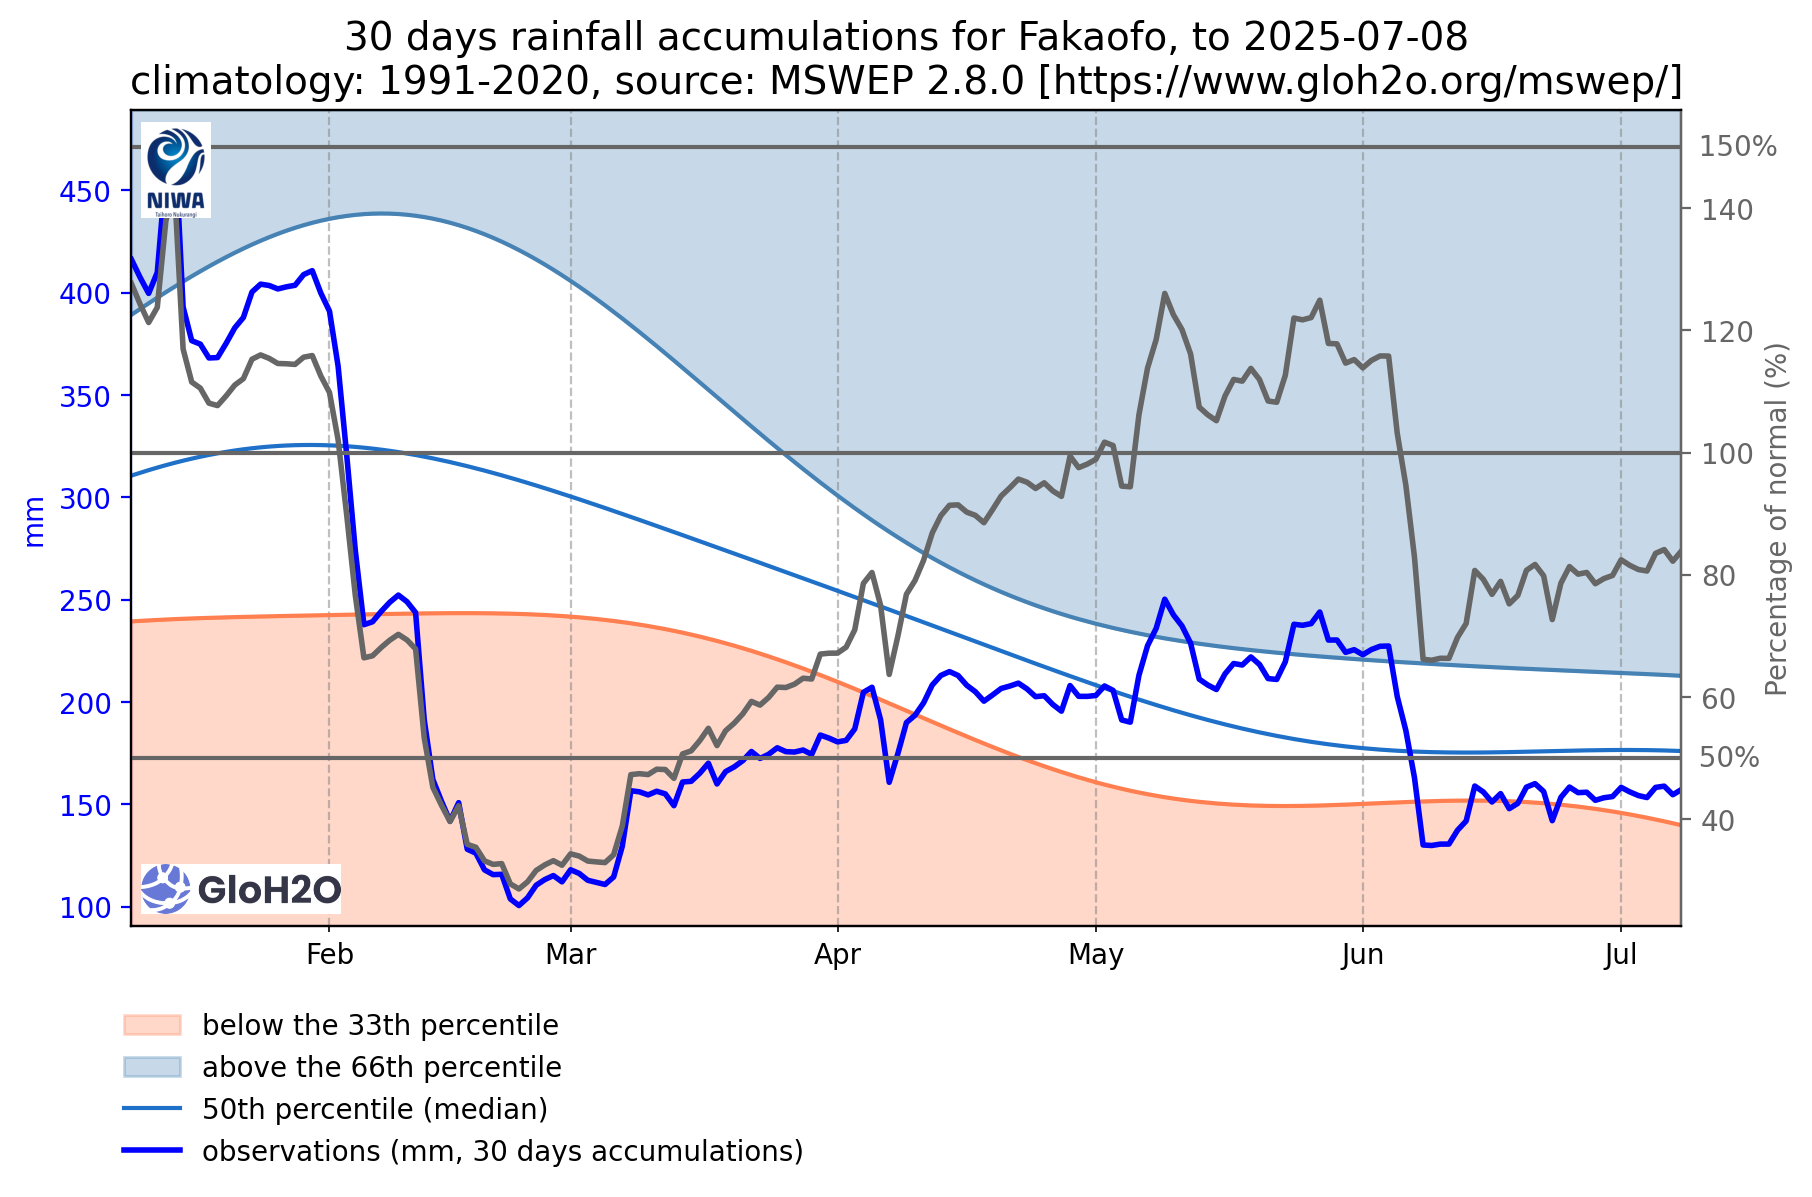 30 days rainfall accumulations for Fakaofo, to 2025-07-08
climatology: 1991-2020, source: MSWEP 2.8.0 [https://www.gloh2o.org/mswep/]
NIWA
Taihoro Nukurangi
450
400
350
300
250
200
150
100
mm
150%
140
120
100
80
60
50%
40
Percentage of normal (%)
GloH2O
Feb Mar Apr May Jun Jul
below the 33th percentile
above the 66th percentile
50th percentile (median)
observations (mm, 30 days accumulations)